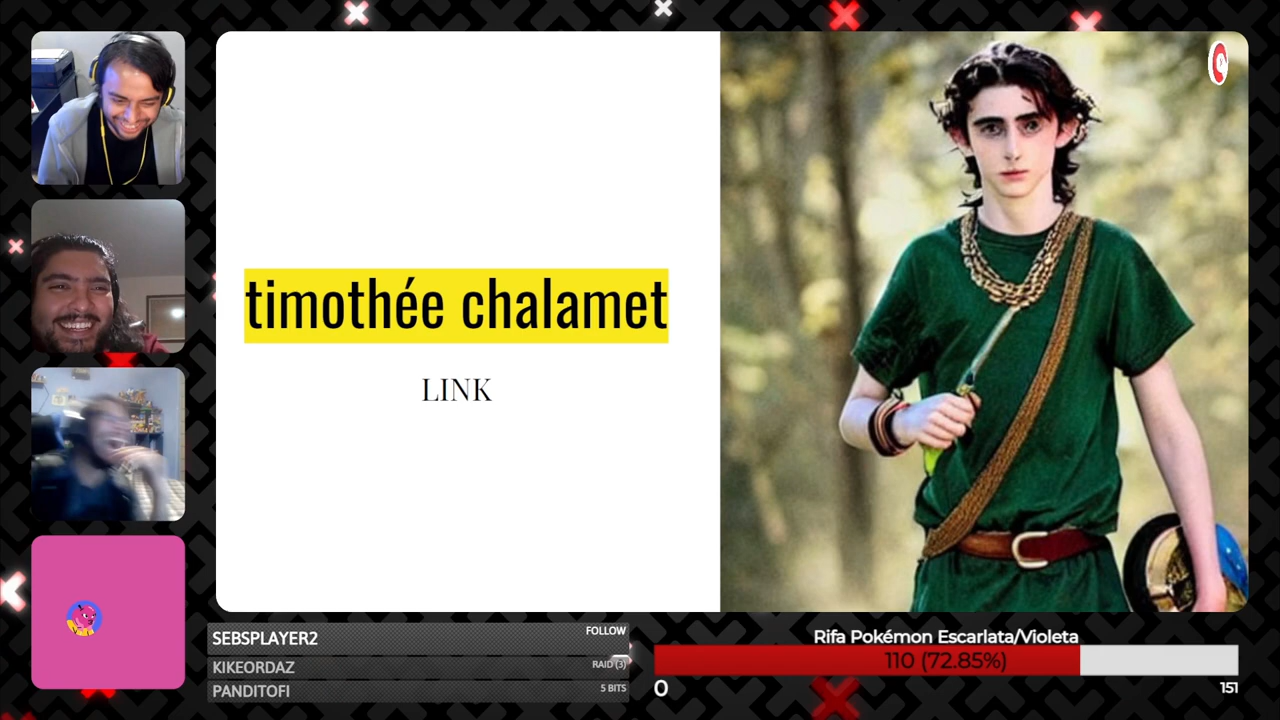 timothée chalamet
LINK
SEBSPLAYER2 FOLLOW
KIKEORDAZ RAID (3)
PANDITOFI 5 BITS
Rifa Pokémon Escarlata/Violeta
110 (72.85%)
0 151